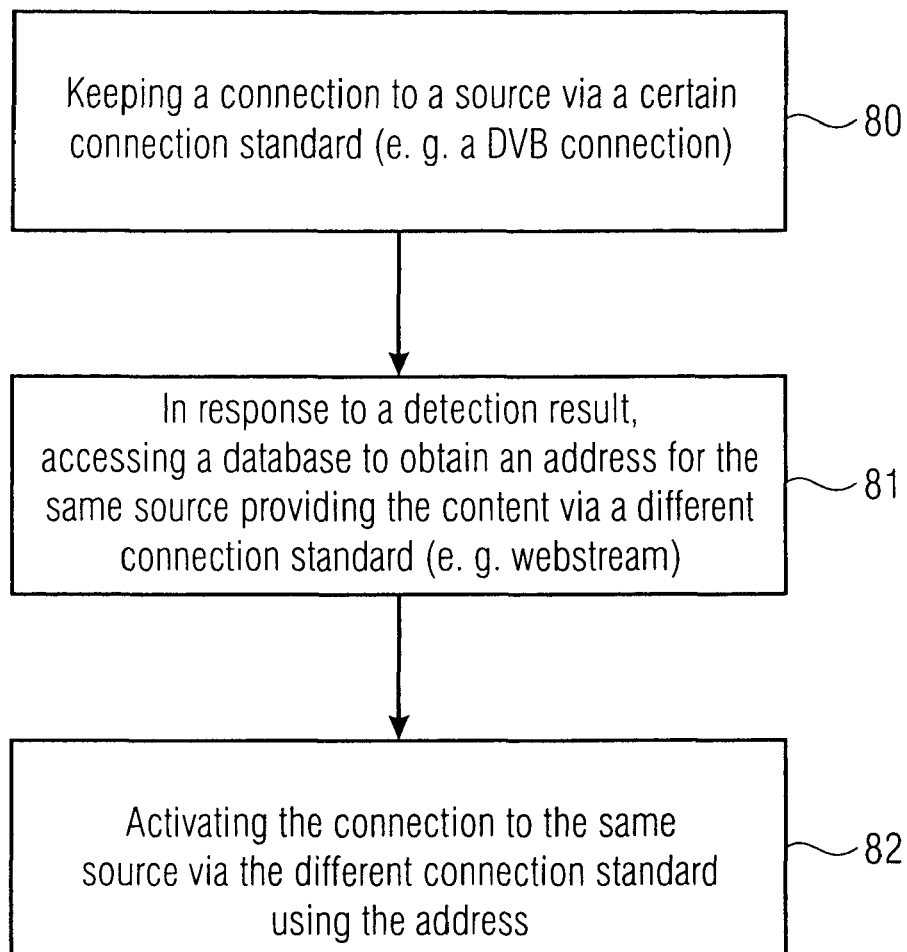 Keeping a connection to a source via a certain
connection standard (e. g. a DVB connection)
80
In response to a detection result,
accessing a database to obtain an address for the
same source providing the content via a different
connection standard (e. g. webstream)
81
Activating the connection to the same
source via the different connection standard
using the address
82